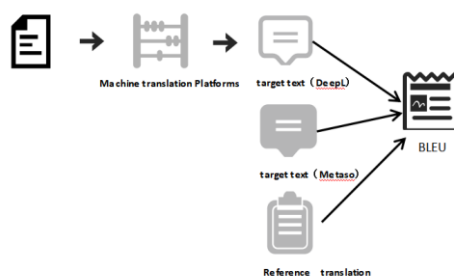 Machine translation Platforms
target text（DeepL）
target text（Metaso）
BLEU
Reference translation